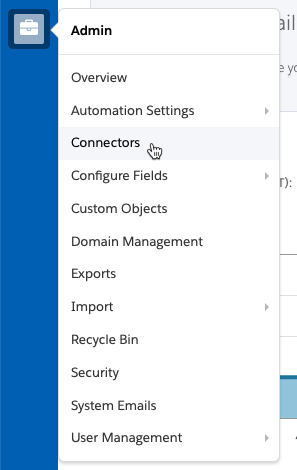 Admin
Overview
Automation Settings
Connectors
Configure Fields
Custom Objects
Domain Management
Exports
Import
Recycle Bin
Security
System Emails
User Management